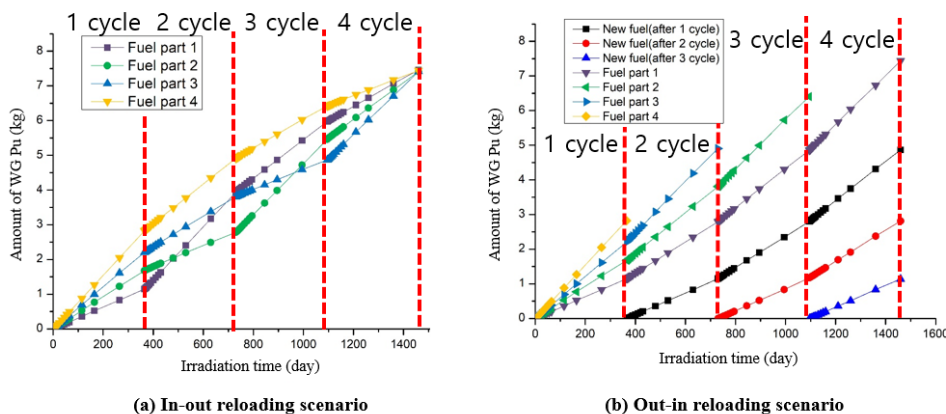 1 cycle 2 cycle 3 cycle 4 cycle
Fuel part 1
Fuel part 2
Fuel part 3
Fuel part 4
Amount of WG Pu (kg)
8
7
6
5
4
3
2
1
0
0 200 400 600 800 1000 1200 1400
Irradiation time (day)
(a) In-out reloading scenario
New fuel(after 1 cycle)
New fuel(after 2 cycle)
New fuel(after 3 cycle)
Fuel part 1
Fuel part 2
Fuel part 3
Fuel part 4
3 cycle 4 cycle
1 cycle 2 cycle
Amount of WG Pu (kg)
8
7
6
5
4
3
2
1
0
0 200 400 600 800 1000 1200 1400 1600
Irradiation time (day)
(b) Out-in reloading scenario